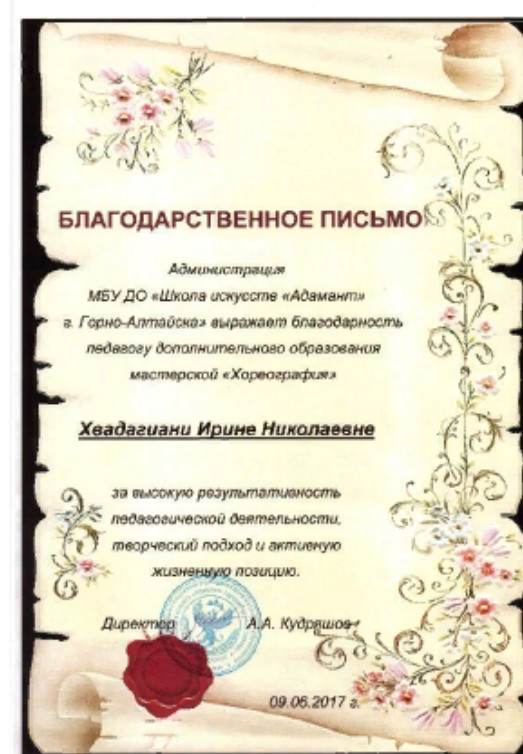 БЛАГОДАРСТВЕННОЕ ПИСЬМО
Администрация
МБУ ДО «Школа искусств «Адамант»
г. Горно-Алтайска» выражает благодарность
педагогу дополнительного образования
мастерской «Хореография»
Хвадагиани Ирине Николаевне
за высокую результативность
педагогической деятельности,
творческий подход и активную
жизненную позицию.
Директор А.А. Кудряшов
09.06.2017 г.